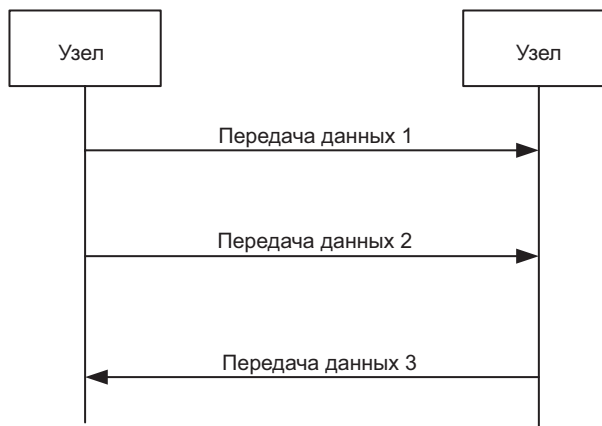 Узел
Узел
Передача данных 1
Передача данных 2
Передача данных 3